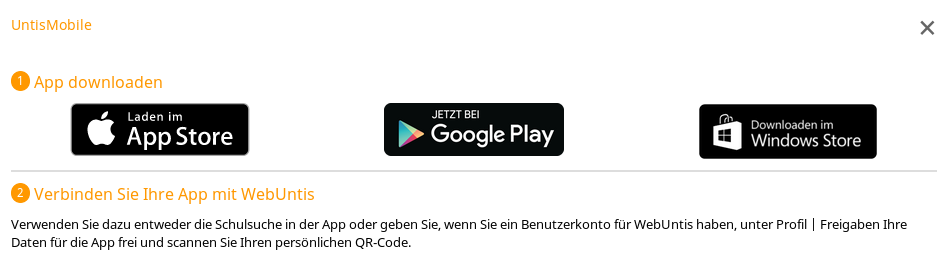 UntisMobile
1 App downloaden
Laden im
App Store
JETZT BEI
Google Play
Downloaden im
Windows Store
2 Verbinden Sie Ihre App mit WebUntis
Verwenden Sie dazu entweder die Schulsuche in der App oder geben Sie, wenn Sie ein Benutzerkonto für WebUntis haben, unter Profil | Freigaben Ihre
Daten für die App frei und scannen Sie Ihren persönlichen QR-Code.